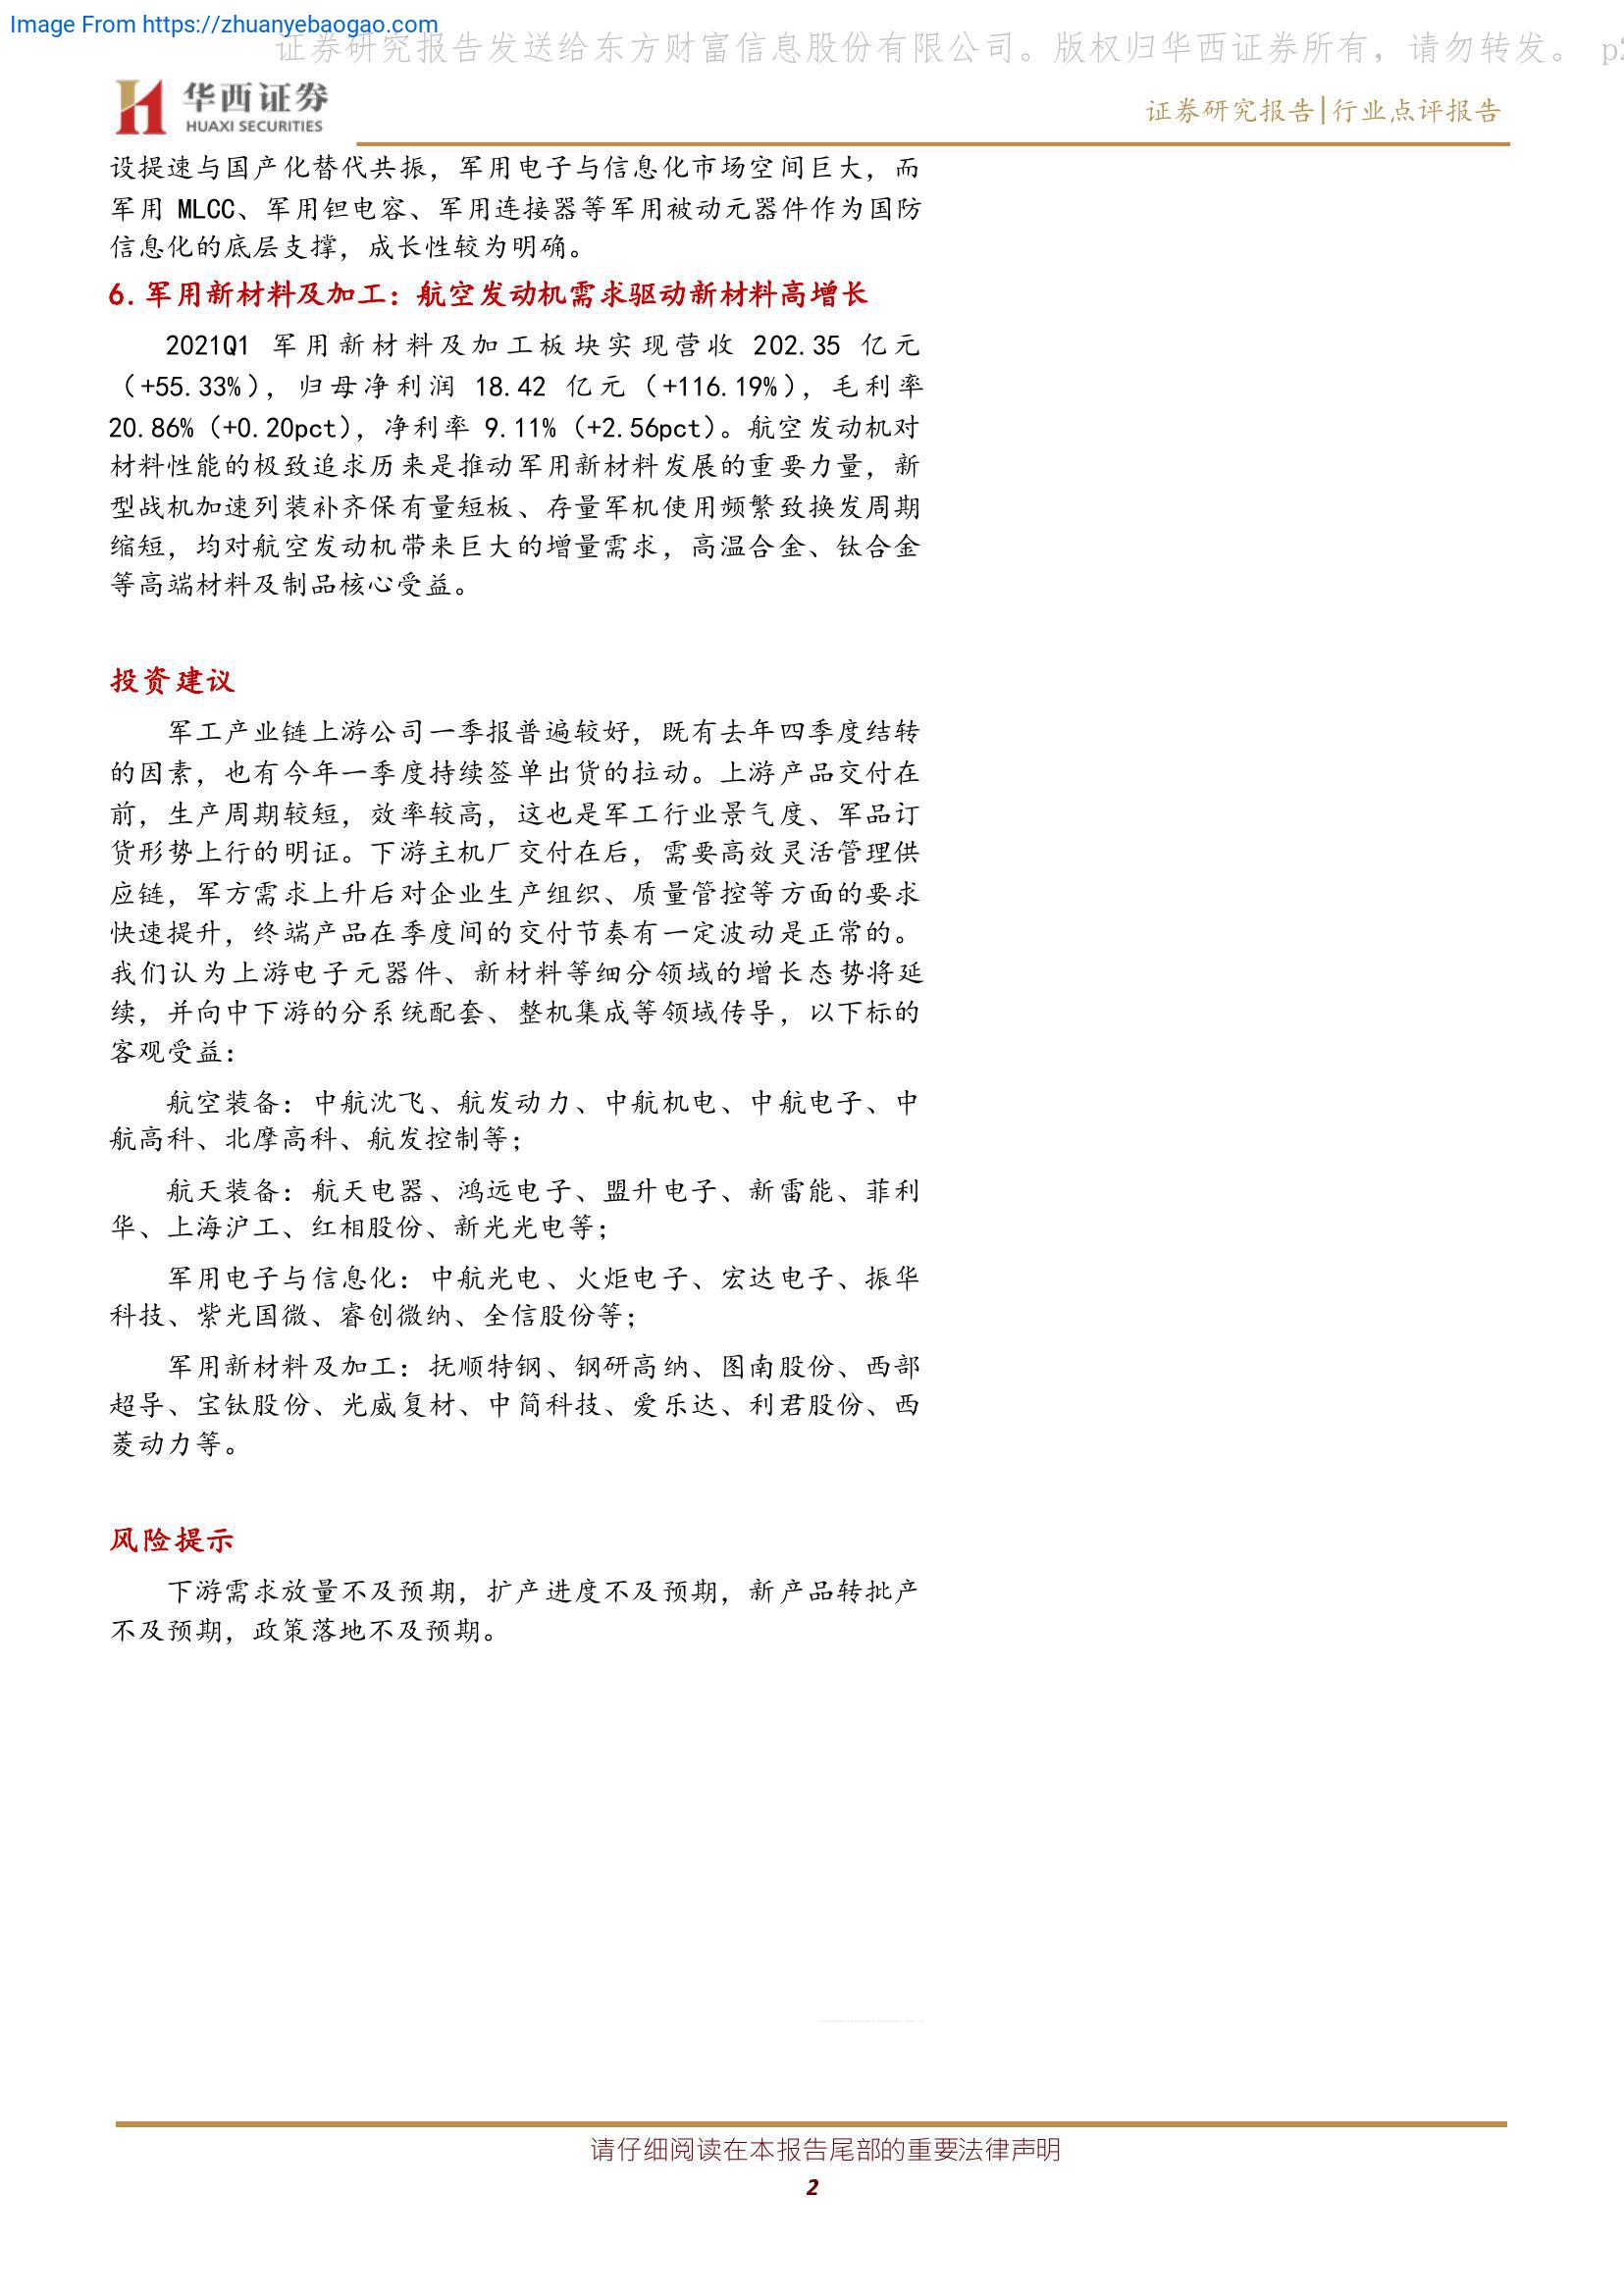 Image From https://zhuanyebaogao.com
证券研究报告发送给东方财富信息股份有限公司。版权归华西证券所有，请勿转发。 p2
华西证券
HUAXI SECURITIES
证券研究报告|行业点评报告
设提速与国产化替代共振，军用电子与信息化市场空间巨大，而
军用 MLCC、军用钽电容、军用连接器等军用被动元器件作为国防
信息化的底层支撑，成长性较为明确。
6.军用新材料及加工：航空发动机需求驱动新材料高增长
2021Q1 军用新材料及加工板块实现营收 202.35 亿元
（+55.33%），归母净利润 18.42 亿元（+116.19%），毛利率
20.86%（+0.20pct），净利率 9.11%（+2.56pct）。航空发动机对
材料性能的极致追求历来是推动军用新材料发展的重要力量，新
型战机加速列装补齐保有量短板、存量军机使用频繁致换发周期
缩短，均对航空发动机带来巨大的增量需求，高温合金、钛合金
等高端材料及制品核心受益。
投资建议
军工产业链上游公司一季报普遍较好，既有去年四季度结转
的因素，也有今年一季度持续签单出货的拉动。上游产品交付在
前，生产周期较短，效率较高，这也是军工行业景气度、军品订
货形势上行的明证。下游主机厂交付在后，需要高效灵活管理供
应链，军方需求上升后对企业生产组织、质量管控等方面的要求
快速提升，终端产品在季度间的交付节奏有一定波动是正常的。
我们认为上游电子元器件、新材料等细分领域的增长态势将延
续，并向中下游的分系统配套、整机集成等领域传导，以下标的
客观受益：
航空装备：中航沈飞、航发动力、中航机电、中航电子、中
航高科、北摩高科、航发控制等；
航天装备：航天电器、鸿远电子、盟升电子、新雷能、菲利
华、上海沪工、红相股份、新光光电等；
军用电子与信息化：中航光电、火炬电子、宏达电子、振华
科技、紫光国微、睿创微纳、全信股份等；
军用新材料及加工：抚顺特钢、钢研高纳、图南股份、西部
超导、宝钛股份、光威复材、中简科技、爱乐达、利君股份、西
菱动力等。
风险提示
下游需求放量不及预期，扩产进度不及预期，新产品转批产
不及预期，政策落地不及预期。
请仔细阅读在本报告尾部的重要法律声明
2